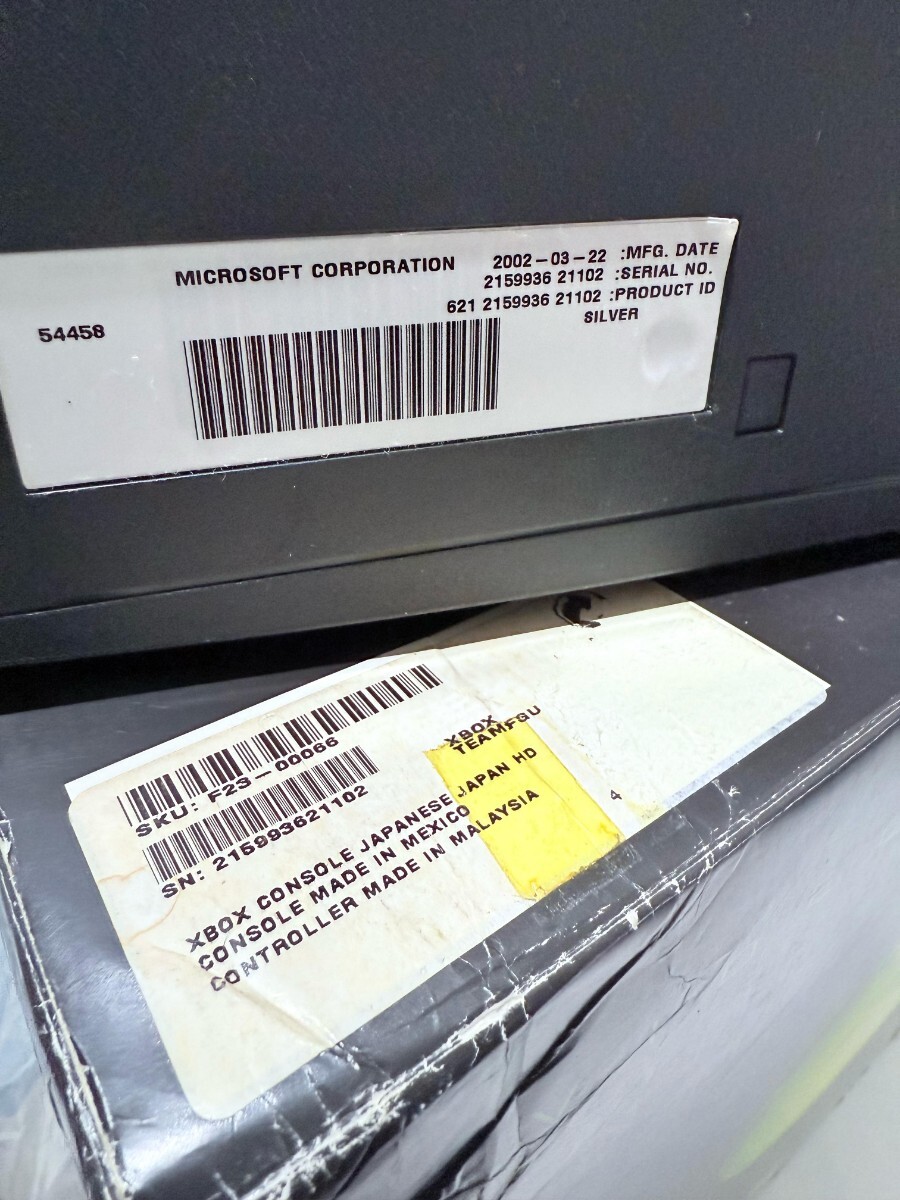 MICROSOFT CORPORATION
2002-03-22 :MFG. DATE
2159936 21102 :SERIAL NO.
621 2159936 21102 :PRODUCT ID
SILVER
54458
SKU: F23-00066
SN: 215993621102
XBOX
TEAMFGU
XBOX CONSOLE JAPANESE JAPAN HD
CONSOLE MADE IN MEXICO
CONTROLLER MADE IN MALAYSIA
4